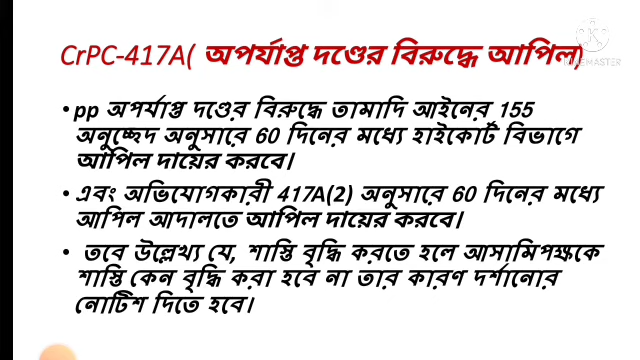 CrPC-417A( অপর্যাপ্ত দণ্ডের বিরুদ্ধে আপিল)
• pp অপর্যাপ্ত দণ্ডের বিরুদ্ধে তামাদি আইনের 155
অনুচ্ছেদ অনুসারে 60 দিনের মধ্যে হাইকোর্ট বিভাগে
আপিল দায়ের করবে।
• এবং অভিযোগকারী 417A(2) অনুসারে 60 দিনের মধ্যে
আপিল আদালতে আপিল দায়ের করবে।
• তবে উল্লেখ্য যে, শাস্তি বৃদ্ধি করতে হলে আসামিপক্ষকে
শাস্তি কেন বৃদ্ধি করা হবে না তার কারণ দর্শানোর
নোটিশ দিতে হবে।